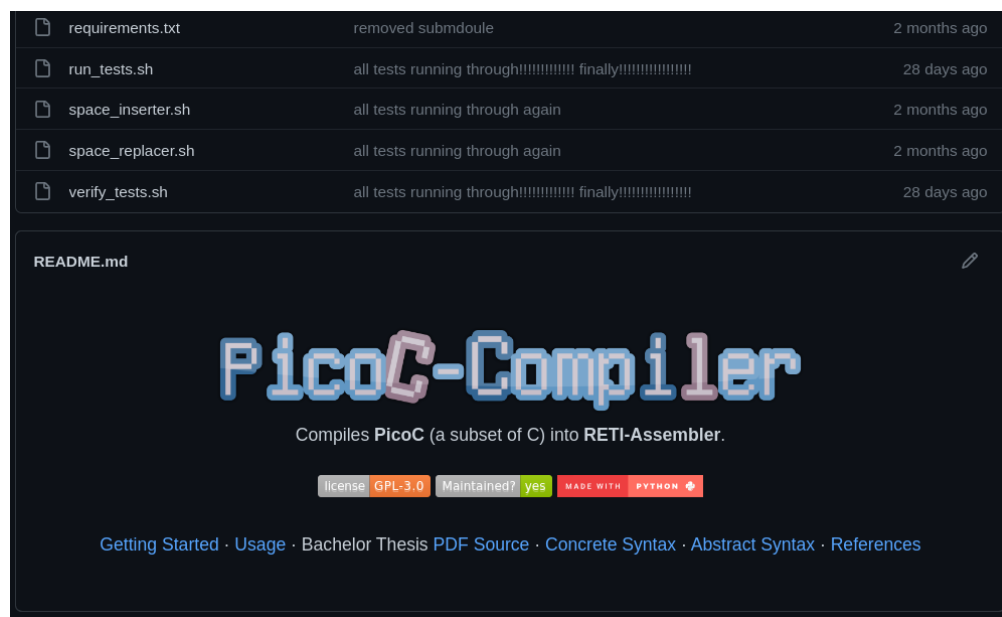 requirements.txt removed submdoule 2 months ago
run_tests.sh all tests running through!!!!!!!!!!!!! finally!!!!!!!!!!!!!!!!! 28 days ago
space_inserter.sh all tests running through again 2 months ago
space_replacer.sh all tests running through again 2 months ago
verify_tests.sh all tests running through!!!!!!!!!!!!! finally!!!!!!!!!!!!!!!!! 28 days ago
README.md
PicoC-Compiler
Compiles PicoC (a subset of C) into RETI-Assembler.
license GPL-3.0 Maintained? yes MADE WITH PYTHON
Getting Started · Usage · Bachelor Thesis PDF Source · Concrete Syntax · Abstract Syntax · References